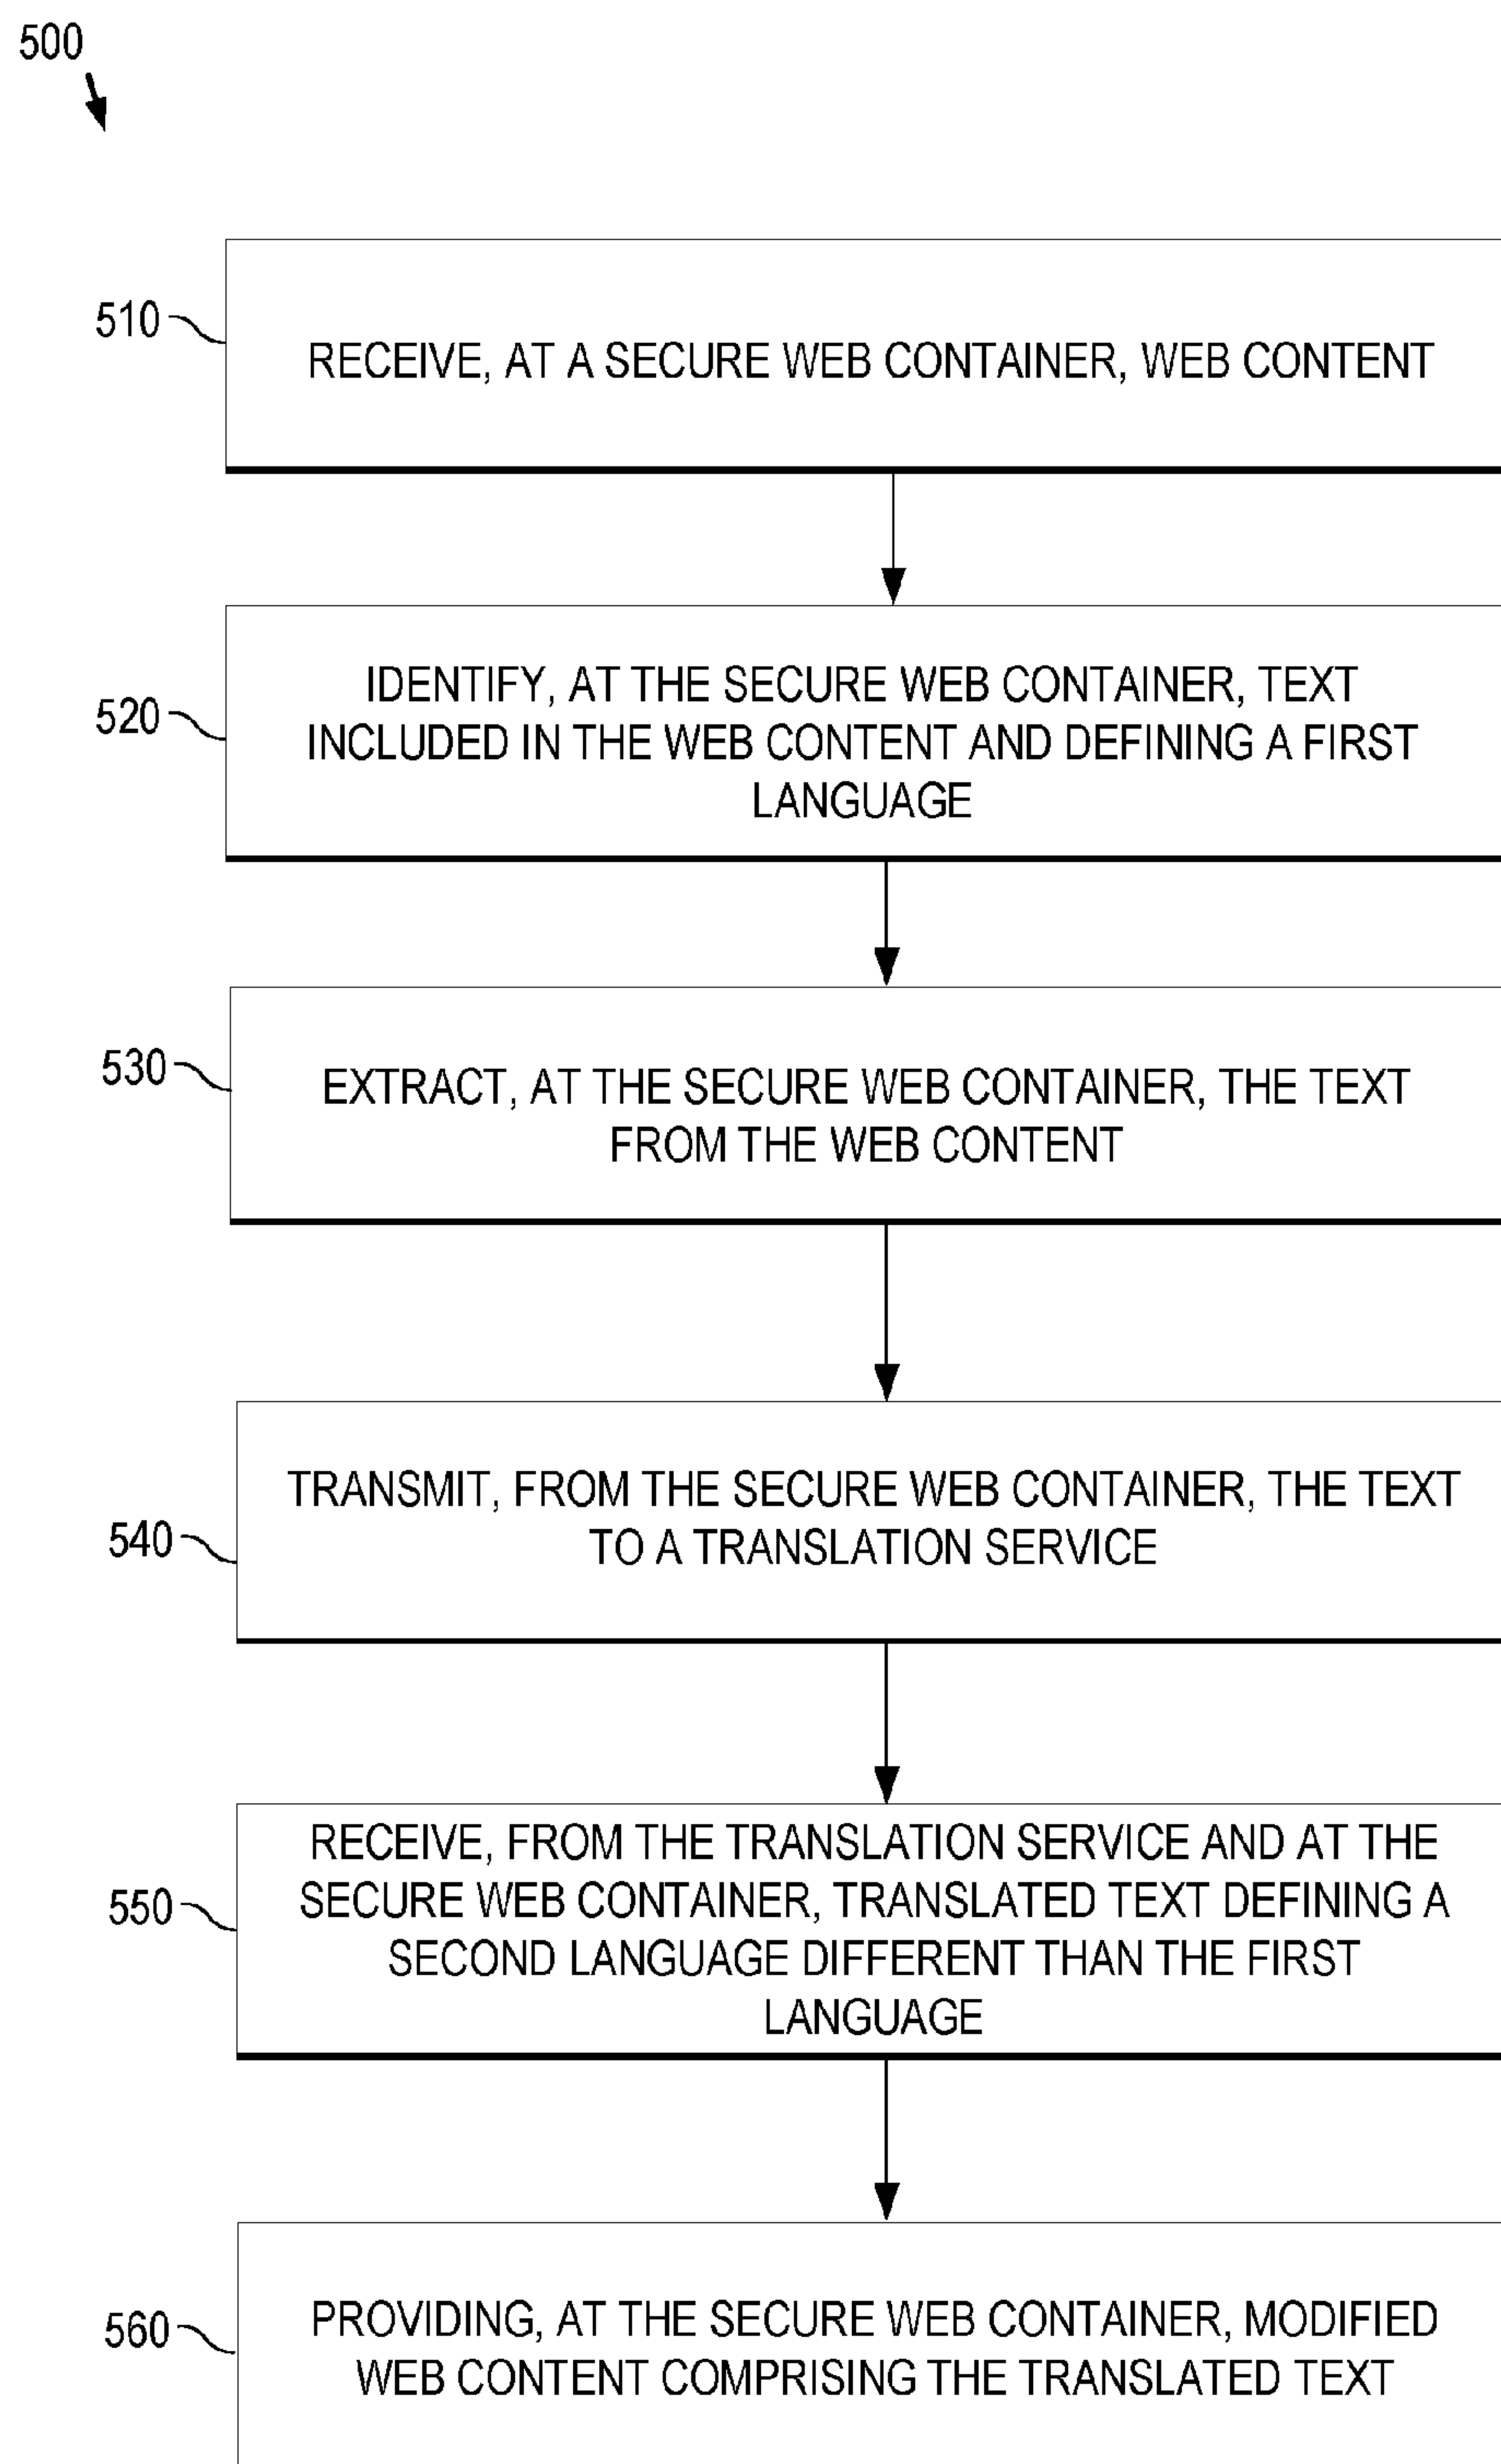 500
510
RECEIVE, AT A SECURE WEB CONTAINER, WEB CONTENT
520
IDENTIFY, AT THE SECURE WEB CONTAINER, TEXT
INCLUDED IN THE WEB CONTENT AND DEFINING A FIRST
LANGUAGE
530
EXTRACT, AT THE SECURE WEB CONTAINER, THE TEXT
FROM THE WEB CONTENT
540
TRANSMIT, FROM THE SECURE WEB CONTAINER, THE TEXT
TO A TRANSLATION SERVICE
550
RECEIVE, FROM THE TRANSLATION SERVICE AND AT THE
SECURE WEB CONTAINER, TRANSLATED TEXT DEFINING A
SECOND LANGUAGE DIFFERENT THAN THE FIRST
LANGUAGE
560
PROVIDING, AT THE SECURE WEB CONTAINER, MODIFIED
WEB CONTENT COMPRISING THE TRANSLATED TEXT